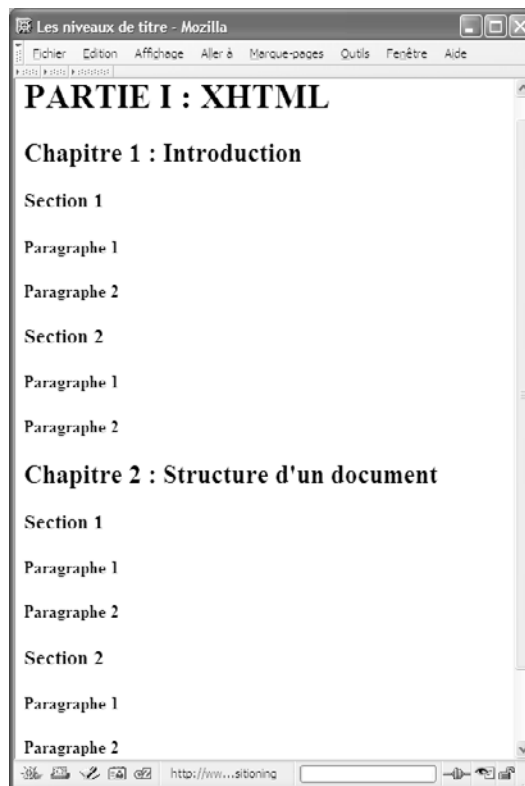 Les niveaux de titre - Mozilla
Fichier Edition Affichage Aller à Marque-pages Outils Fenêtre Aide
PARTIE I : XHTML
Chapitre 1 : Introduction
Section 1
Paragraphe 1
Paragraphe 2
Section 2
Paragraphe 1
Paragraphe 2
Chapitre 2 : Structure d'un document
Section 1
Paragraphe 1
Paragraphe 2
Section 2
Paragraphe 1
Paragraphe 2
http://ww...sitioning